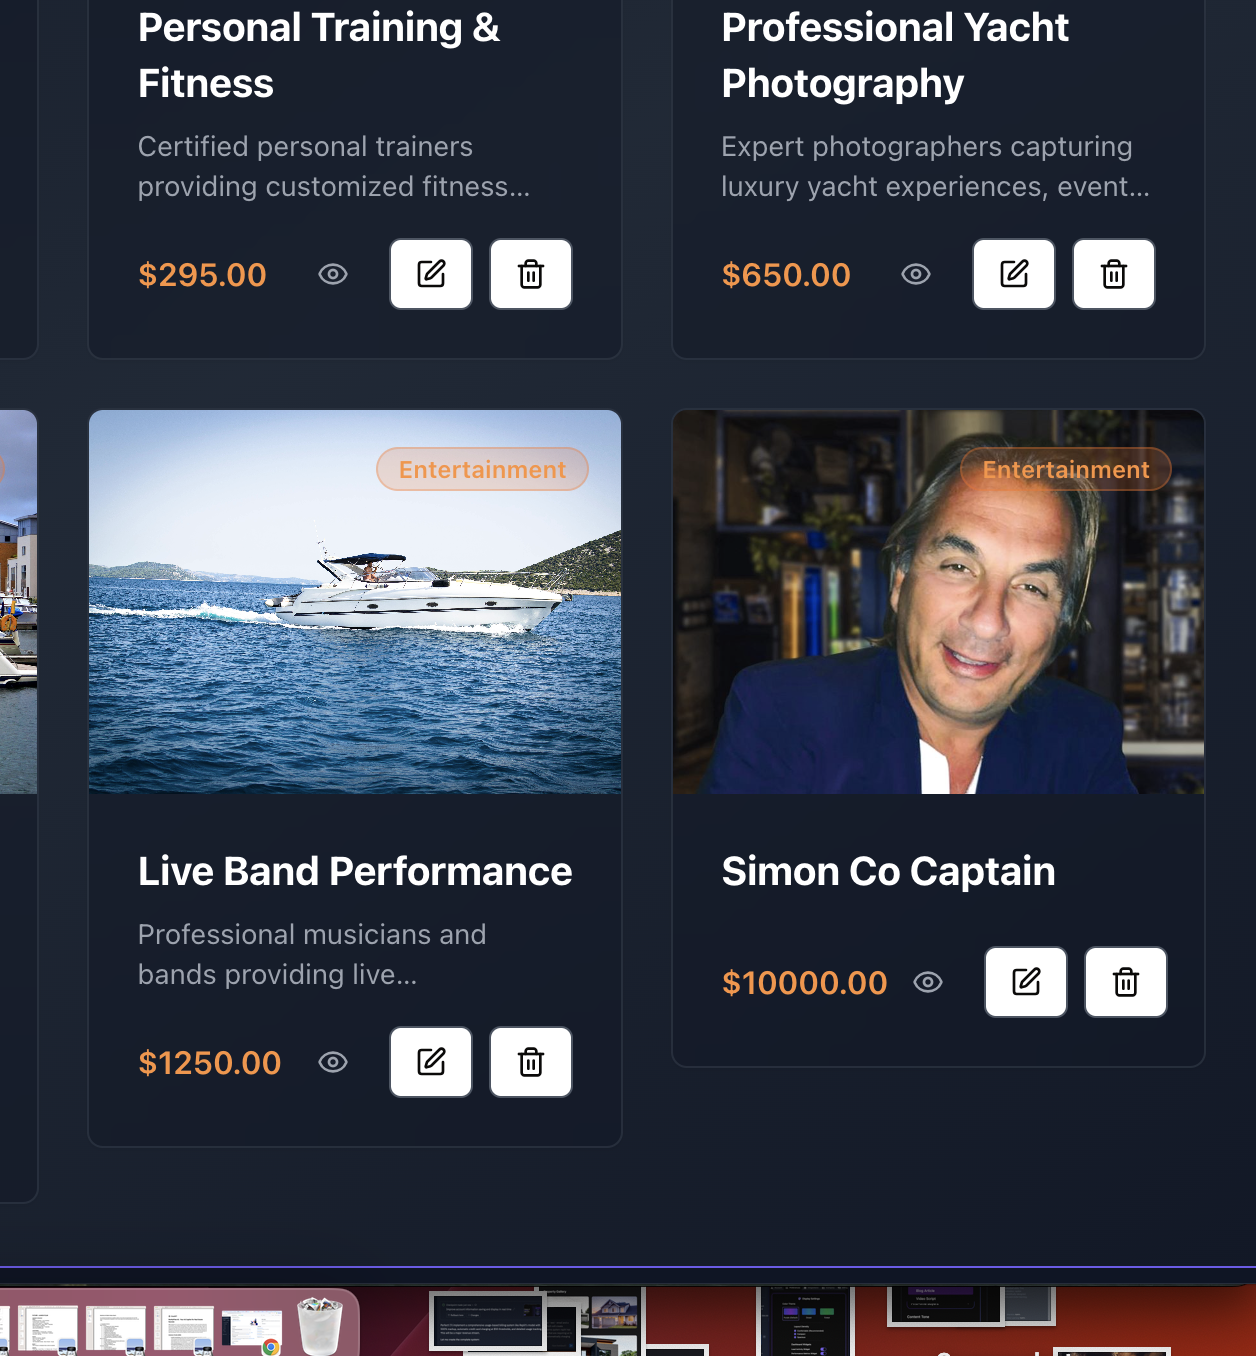 Personal Training &
Fitness
Certified personal trainers
providing customized fitness...
$295.00
Professional Yacht
Photography
Expert photographers capturing
luxury yacht experiences, event...
$650.00
Entertainment
Live Band Performance
Professional musicians and
bands providing live...
$1250.00
Entertainment
Simon Co Captain
$10000.00